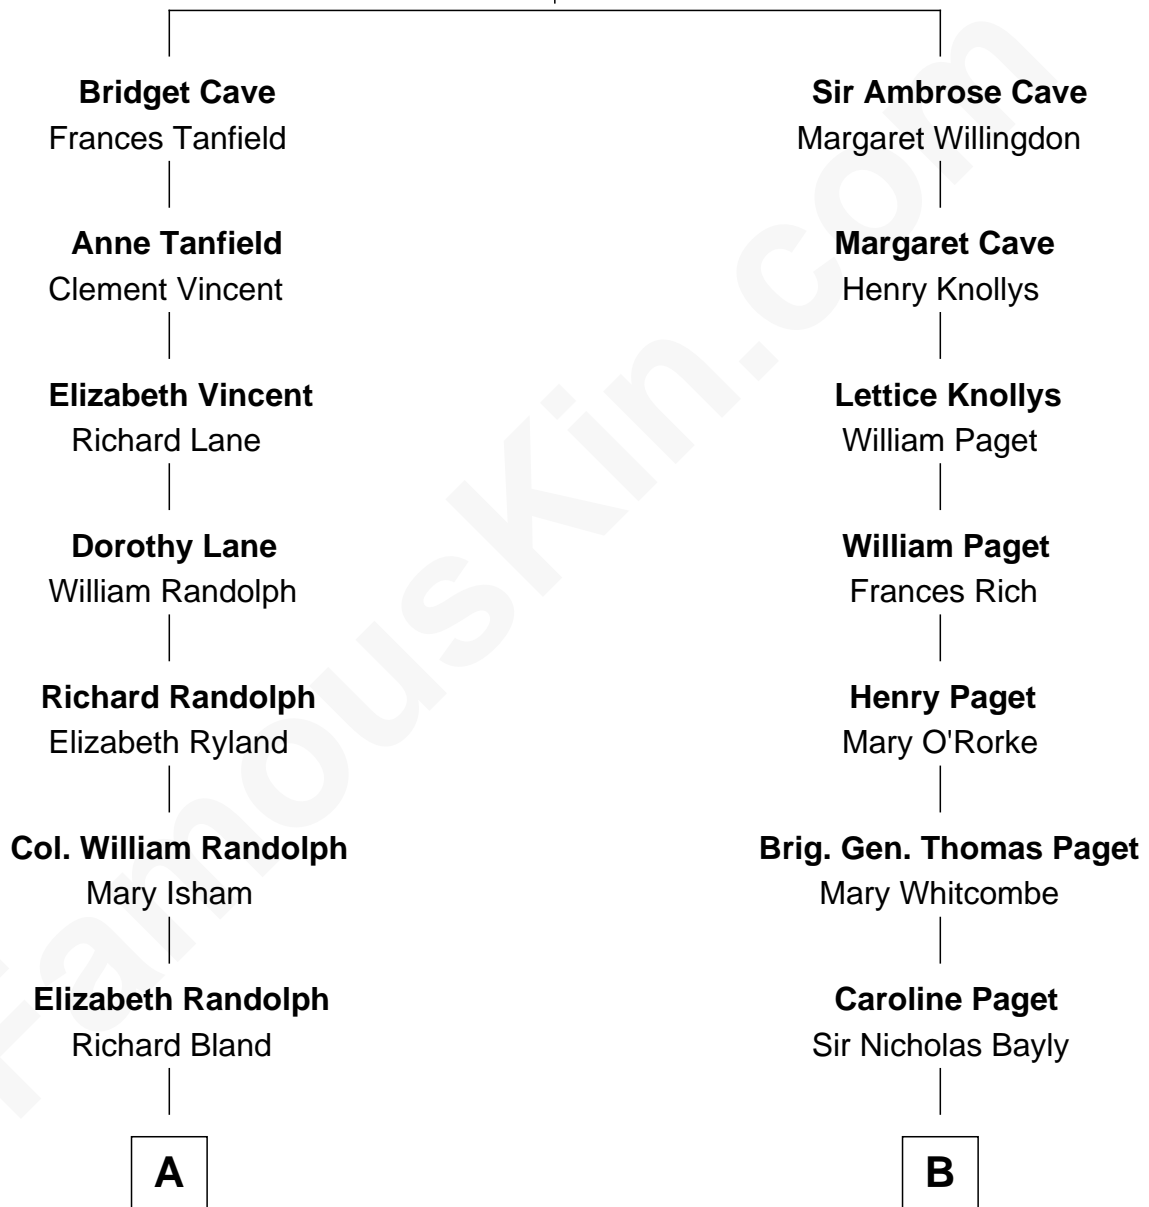 Bridget Cave
Frances Tanfield
Anne Tanfield
Clement Vincent
Elizabeth Vincent
Richard Lane
Dorothy Lane
William Randolph
Richard Randolph
Elizabeth Ryland
Col. William Randolph
Mary Isham
Elizabeth Randolph
Richard Bland
A
Sir Ambrose Cave
Margaret Willingdon
Margaret Cave
Henry Knollys
Lettice Knollys
William Paget
William Paget
Frances Rich
Henry Paget
Mary O'Rorke
Brig. Gen. Thomas Paget
Mary Whitcombe
Caroline Paget
Sir Nicholas Bayly
B
FamousKin.com